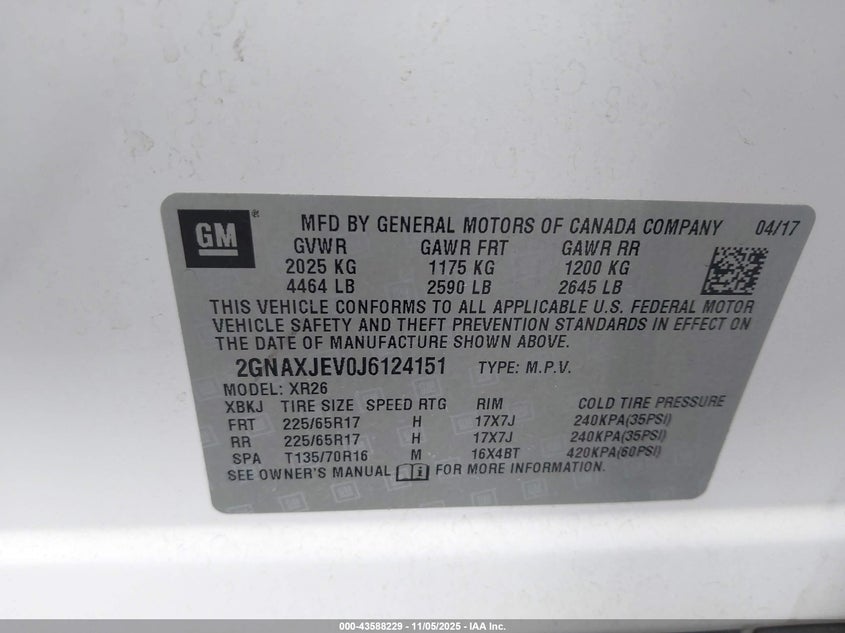 GM ® MFD BY GENERAL MOTORS OF CANADA COMPANY 04/17
GVWR GAWR FRT GAWR RR
2025 KG 1175 KG 1200 KG
4464 LB 2590 LB 2645 LB
THIS VEHICLE CONFORMS TO ALL APPLICABLE U.S. FEDERAL MOTOR
VEHICLE SAFETY AND THEFT PREVENTION STANDARDS IN EFFECT ON
THE DATE OF MANUFACTURE SHOWN ABOVE.
2GNAXJEV0J6124151 TYPE: M.P.V.
MODEL: XR26
XBKJ TIRE SIZE SPEED RTG RIM COLD TIRE PRESSURE
FRT 225/65R17 H 17X7J 240KPA(35PSI)
RR 225/65R17 H 17X7J 240KPA(35PSI)
SPA T135/70R16 M 16X4BT 420KPA(60PSI)
SEE OWNER'S MANUAL FOR MORE INFORMATION.
000-43588229 - 11/05/2025 - IAA Inc.